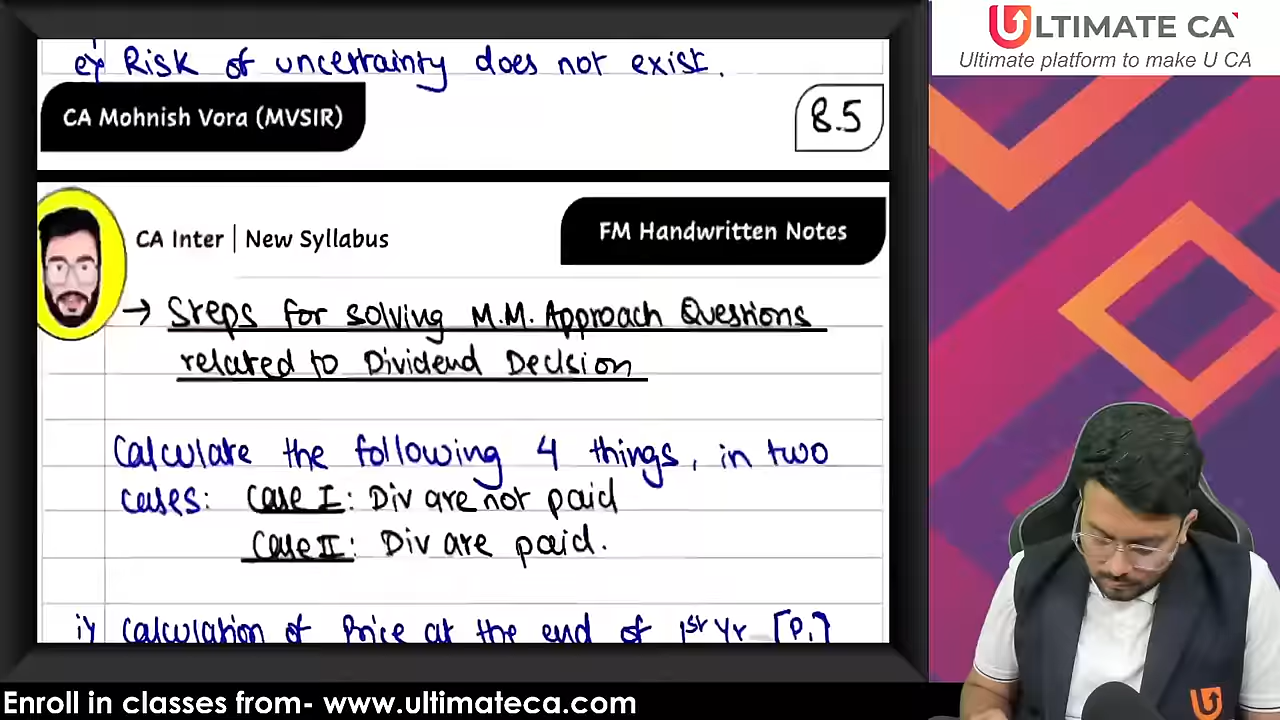 e) Risk of uncertainty does not exist.
CA Mohnish Vora (MVSIR)
8.5
CA Inter | New Syllabus
FM Handwritten Notes
→ Steps for solving M.M. Approach Questions
related to Dividend Decision
Calculate the following 4 things, in two
cases: Case I: Div are not paid
Case II: Div are paid.
i) Calculation of Price at the end of 1st Yr [P1]
ULTIMATE CA
Ultimate platform to make U CA
Enroll in classes from- www.ultimateca.com